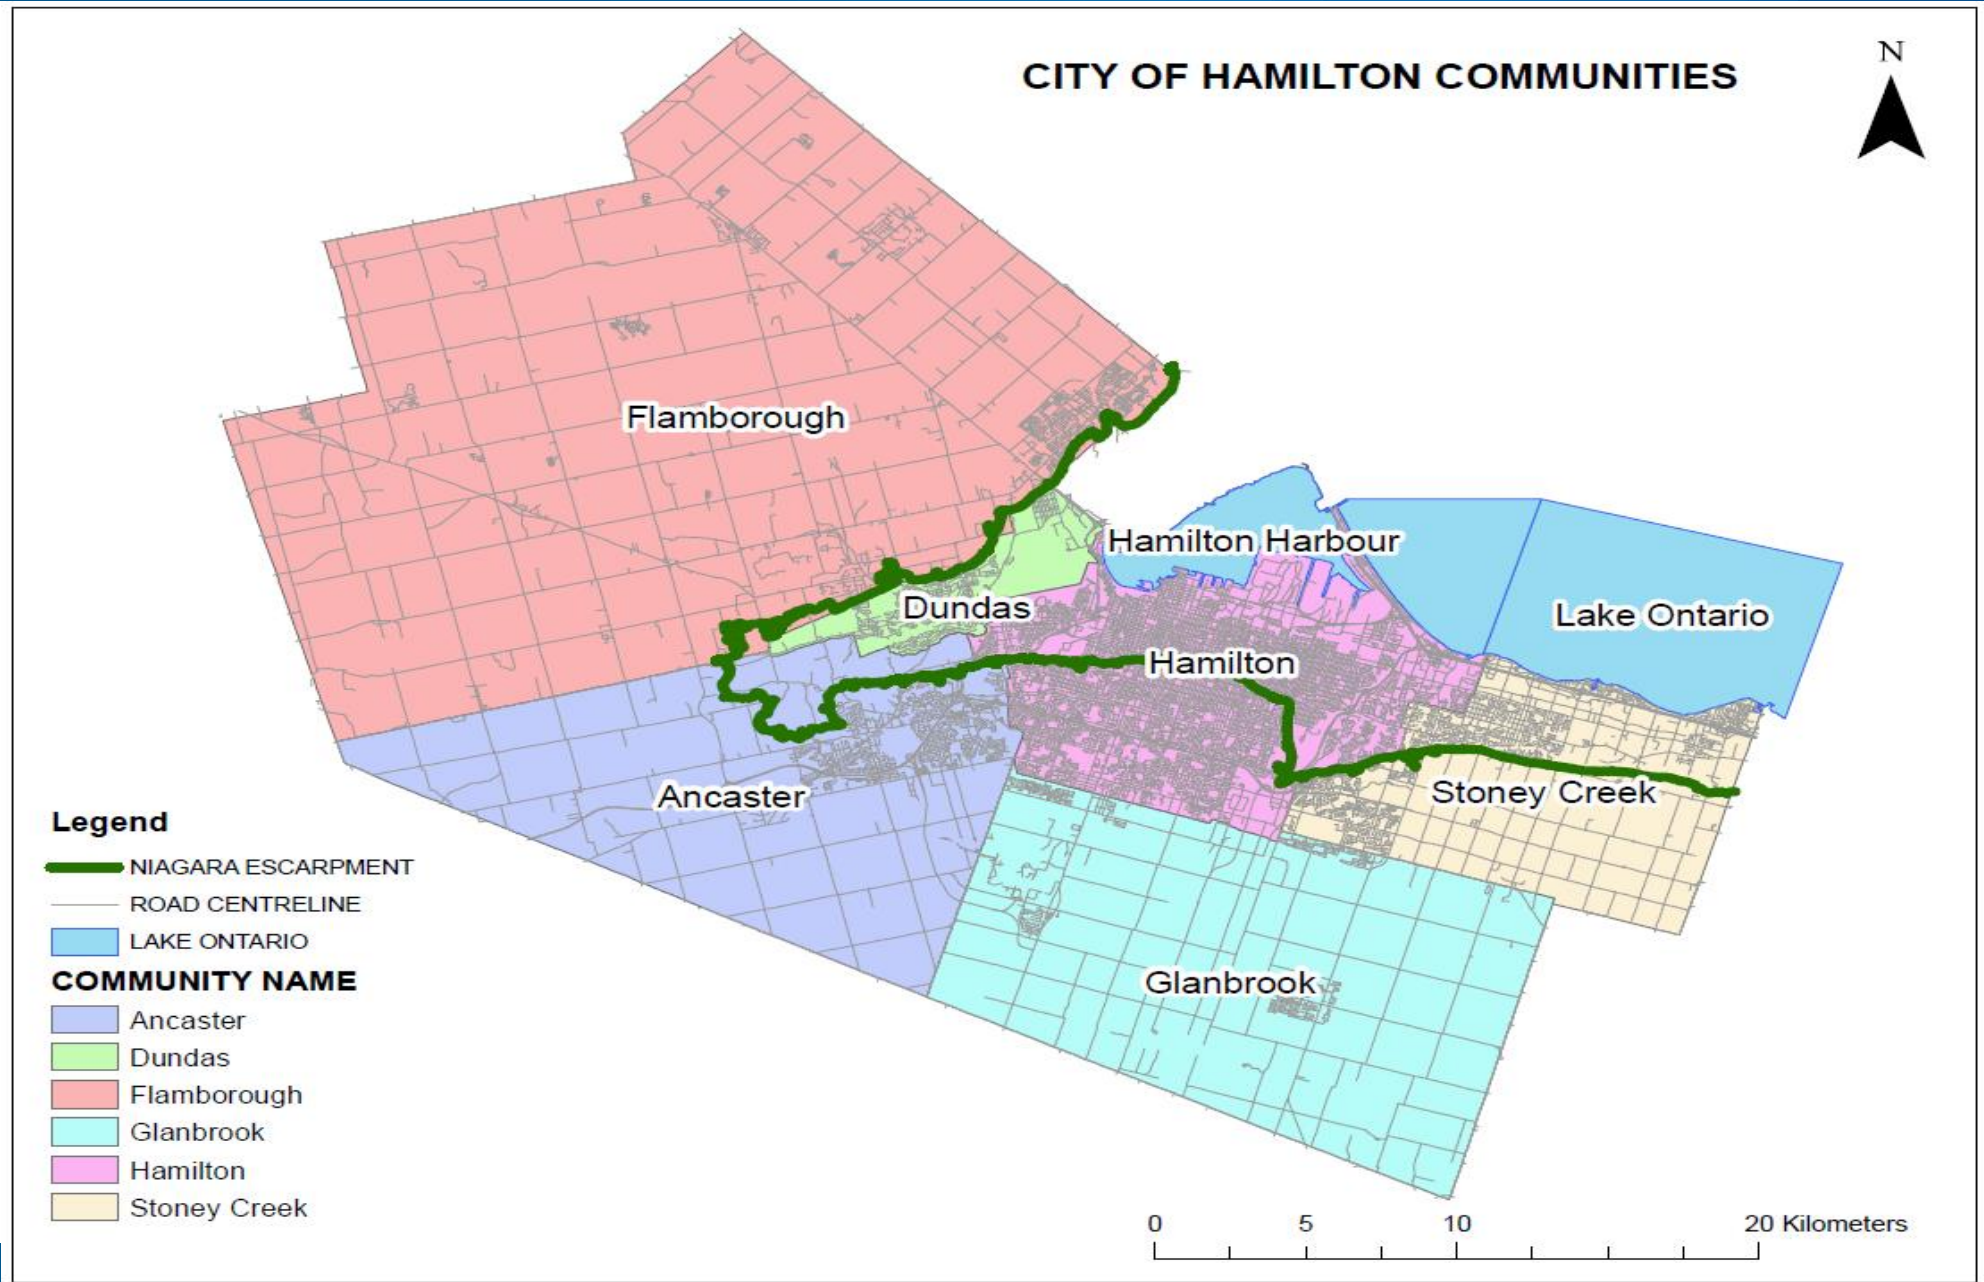 CITY OF HAMILTON COMMUNITIES
N
Flamborough
Hamilton Harbour
Dundas
Lake Ontario
Hamilton
Ancaster
Stoney Creek
Glanbrook
Legend
NIAGARA ESCARPMENT
ROAD CENTRELINE
LAKE ONTARIO
COMMUNITY NAME
Ancaster
Dundas
Flamborough
Glanbrook
Hamilton
Stoney Creek
0 5 10 20 Kilometers